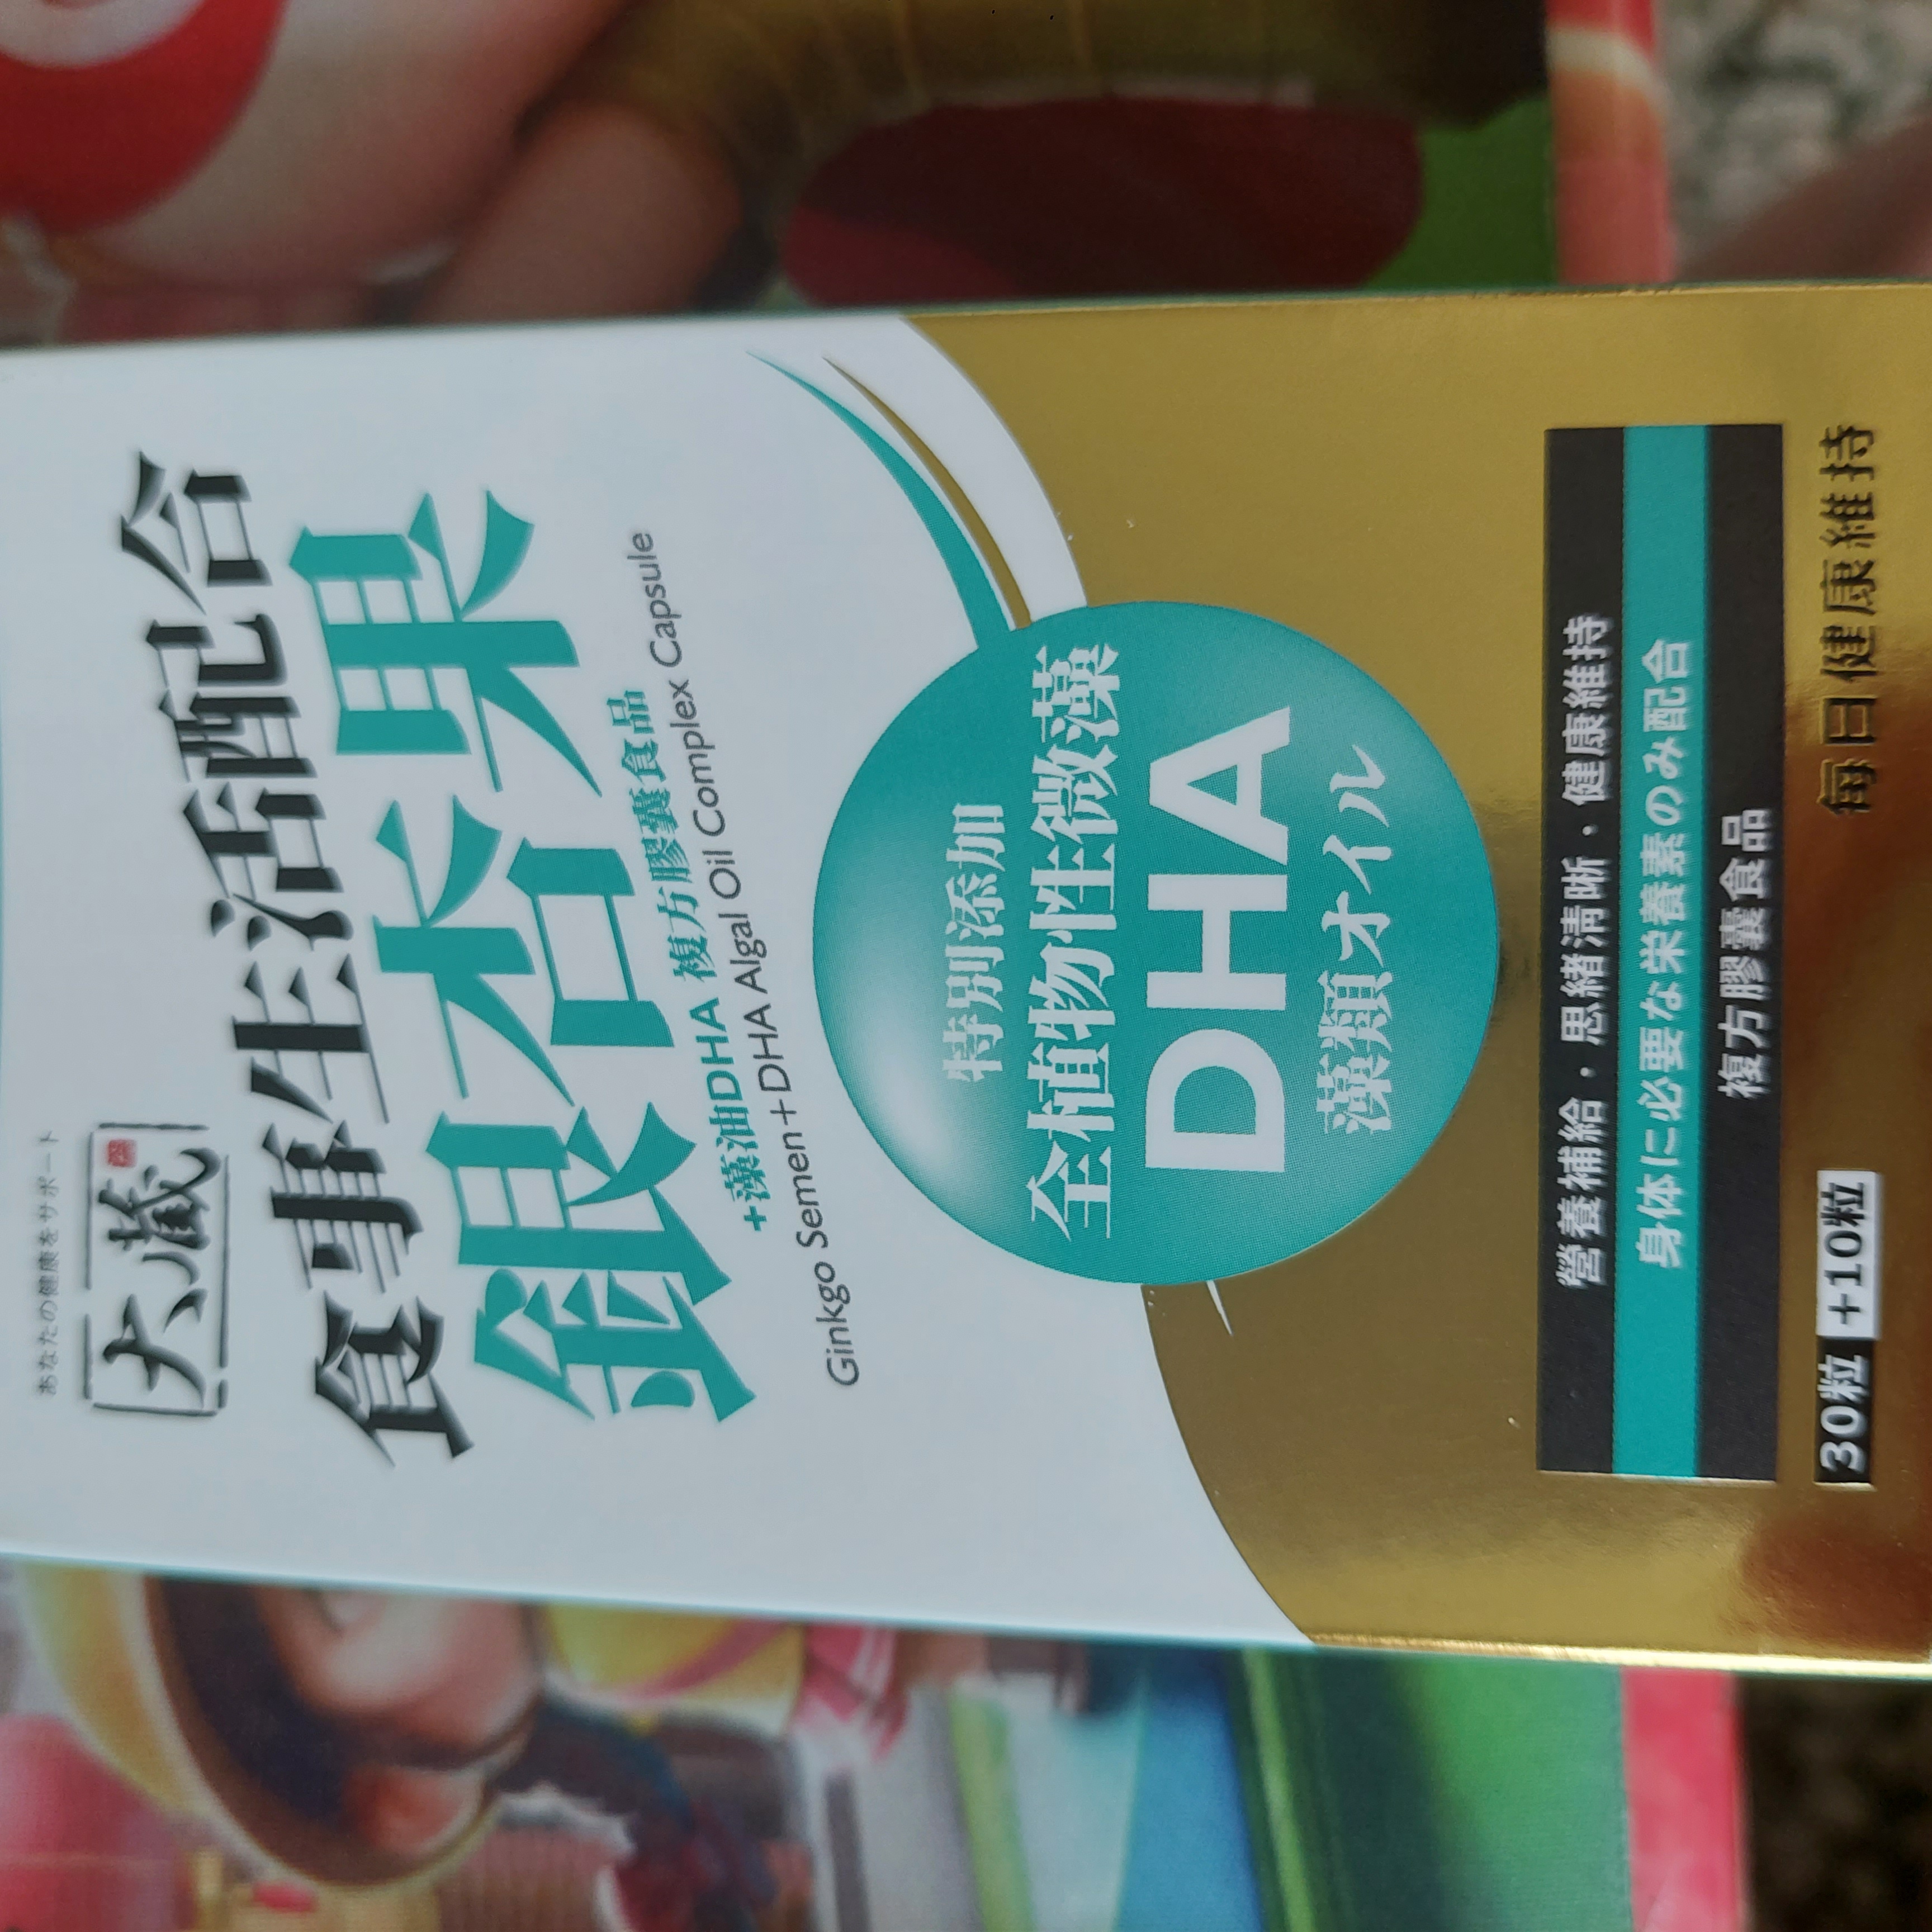 あなたの健康をサポート
大藏
食事生活配合
銀杏果
+藻油DHA 複方膠囊食品
Ginkgo Semen+DHA Algal Oil Complex Capsule
特別添加
全植物性微藻
DHA
藻類オイル
營養補給・思緒清晰・健康維持
身体に必要な栄養素のみ配合
複方膠囊食品
30粒 +10粒 每日健康維持